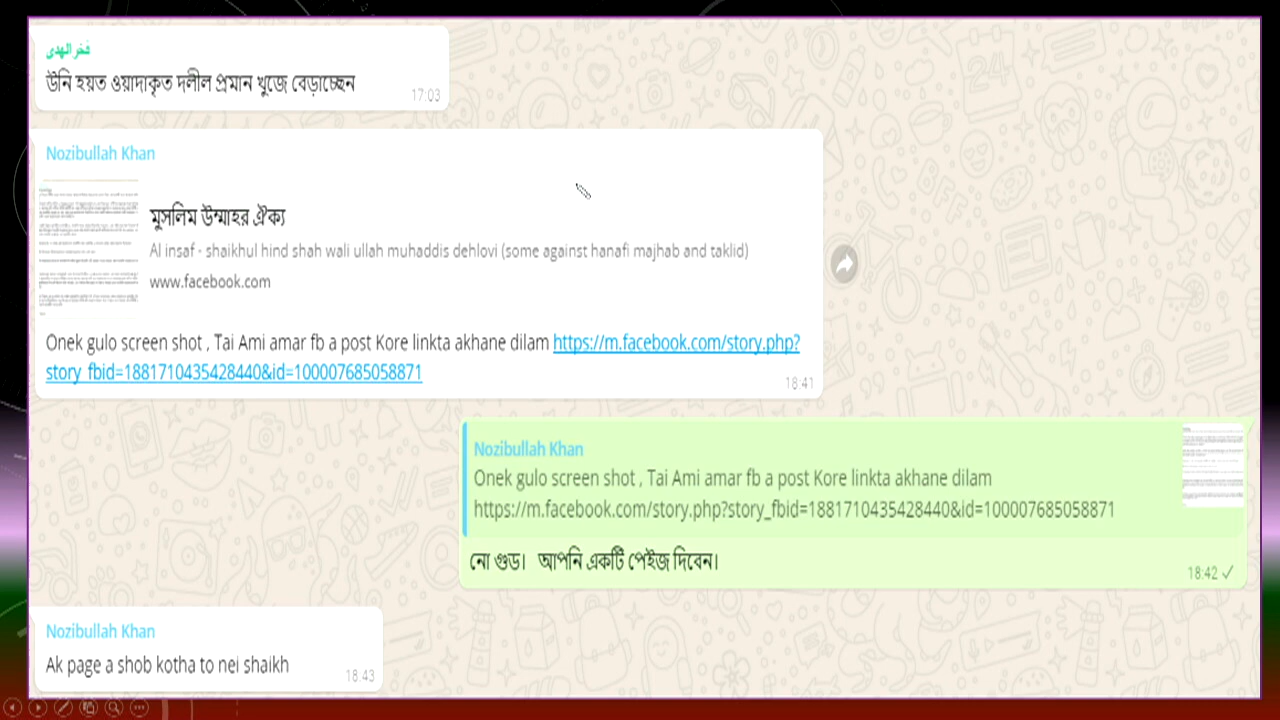 فخر الهدى
উনি হয়ত ওয়াদাকৃত দলীল প্রমান খুজে বেড়াচ্ছেন
17:03
Nozibullah Khan
মুসলিম উম্মাহর ঐক্য
Al insaf - shaikhul hind shah wali ullah muhaddis dehlovi (some against hanafi majhab and taklid)
www.facebook.com
Onek gulo screen shot , Tai Ami amar fb a post Kore linkta akhane dilam https://m.facebook.com/story.php?
story_fbid=1881710435428440&id=100007685058871
18:41
Nozibullah Khan
Onek gulo screen shot , Tai Ami amar fb a post Kore linkta akhane dilam
https://m.facebook.com/story.php?story_fbid=1881710435428440&id=100007685058871
নো গুড। আপনি একটি পেইজ দিবেন।
18:42
Nozibullah Khan
Ak page a shob kotha to nei shaikh
18:43